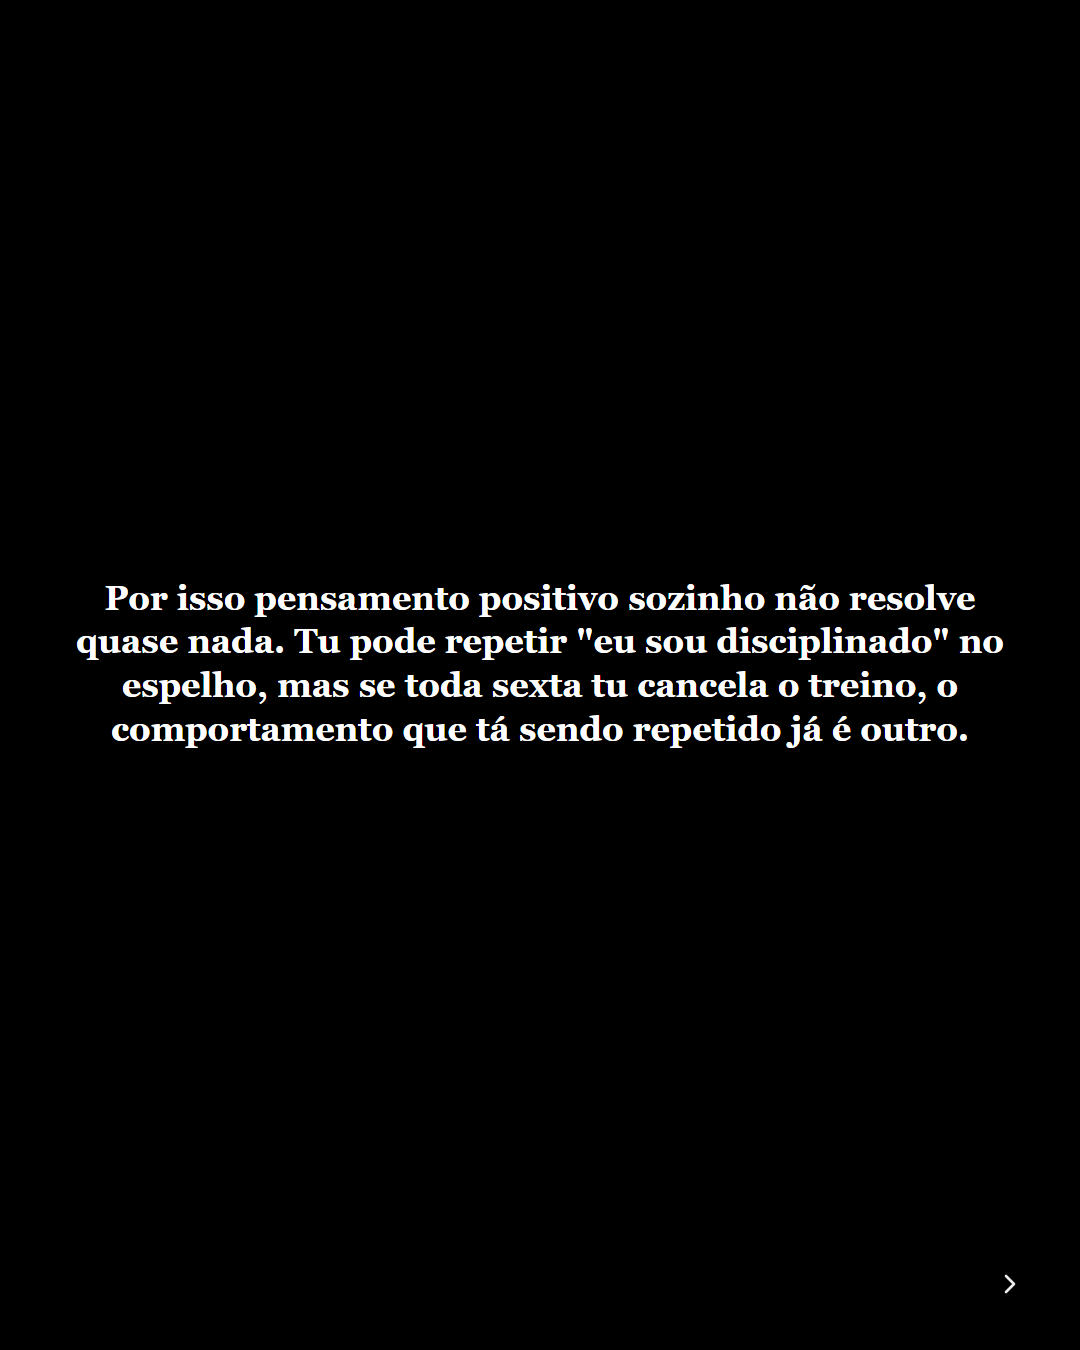 Por isso pensamento positivo sozinho não resolve
quase nada. Tu pode repetir "eu sou disciplinado" no
espelho, mas se toda sexta tu cancela o treino, o
comportamento que tá sendo repetido já é outro.